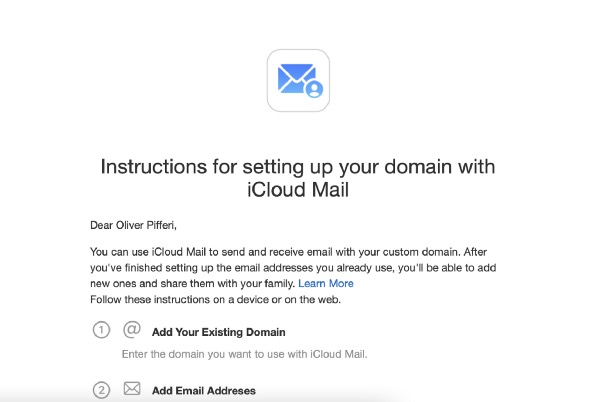 Instructions for setting up your domain with
iCloud Mail
Dear Oliver Pifferi,
You can use iCloud Mail to send and receive email with your custom domain. After
you've finished setting up the email addresses you already use, you'll be able to add
new ones and share them with your family. Learn More
Follow these instructions on a device or on the web.
1 @ Add Your Existing Domain
Enter the domain you want to use with iCloud Mail.
2 Add Email Addreses